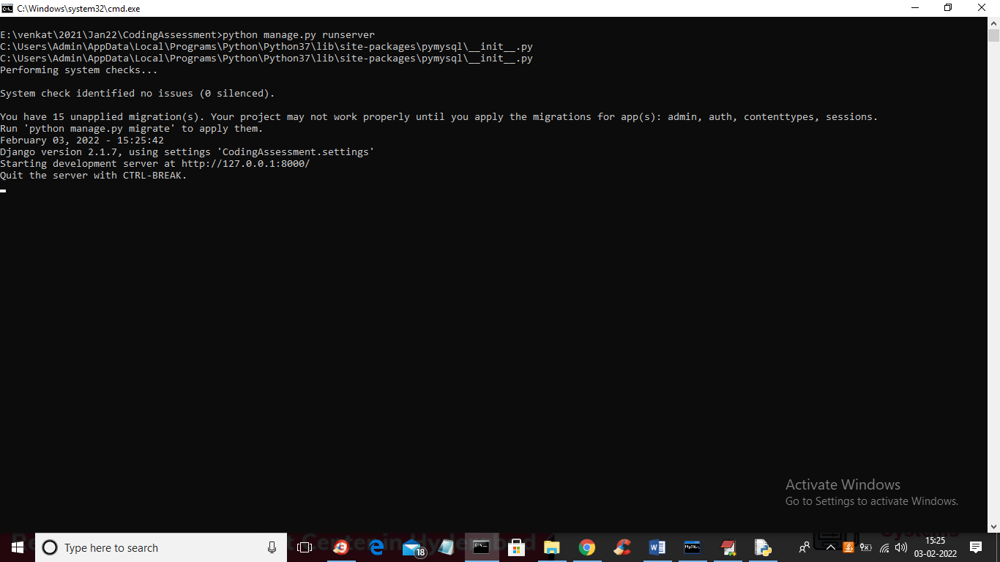 C:\Windows\system32\cmd.exe
E:\venkat\2021\Jan22\CodingAssessment>python manage.py runserver
C:\Users\Admin\AppData\Local\Programs\Python\Python37\lib\site-packages\pymysql\__init__.py
C:\Users\Admin\AppData\Local\Programs\Python\Python37\lib\site-packages\pymysql\__init__.py
Performing system checks...
System check identified no issues (0 silenced).
You have 15 unapplied migration(s). Your project may not work properly until you apply the migrations for app(s): admin, auth, contenttypes, sessions.
Run 'python manage.py migrate' to apply them.
February 03, 2022 - 15:25:42
Django version 2.1.7, using settings 'CodingAssessment.settings'
Starting development server at http://127.0.0.1:8000/
Quit the server with CTRL-BREAK.
Activate Windows
Go to Settings to activate Windows.
Type here to search
18
MySQL
Center in
15:25
03-02-2022